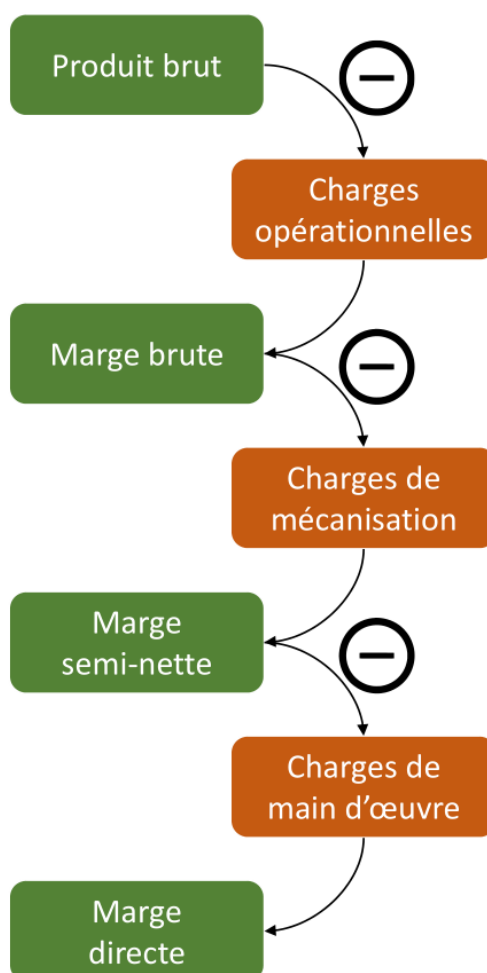 Produit brut
Charges
opérationnelles
Marge brute
Charges de
mécanisation
Marge
semi-nette
Charges de
main d'œuvre
Marge
directe